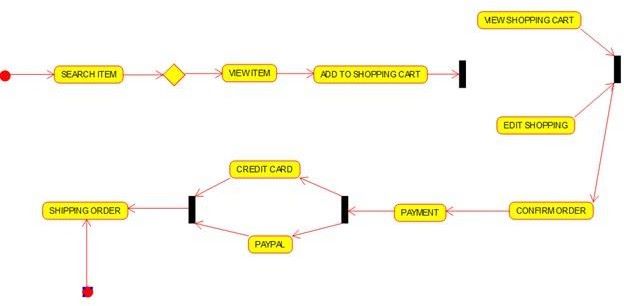 VIEW SHOPPING CART
SEARCH ITEM
VIEW ITEM
ADD TO SHOPPING CART
EDIT SHOPPING
CREDIT CARD
SHIPPING ORDER
PAYMENT
CONFIRM ORDER
PAYPAL